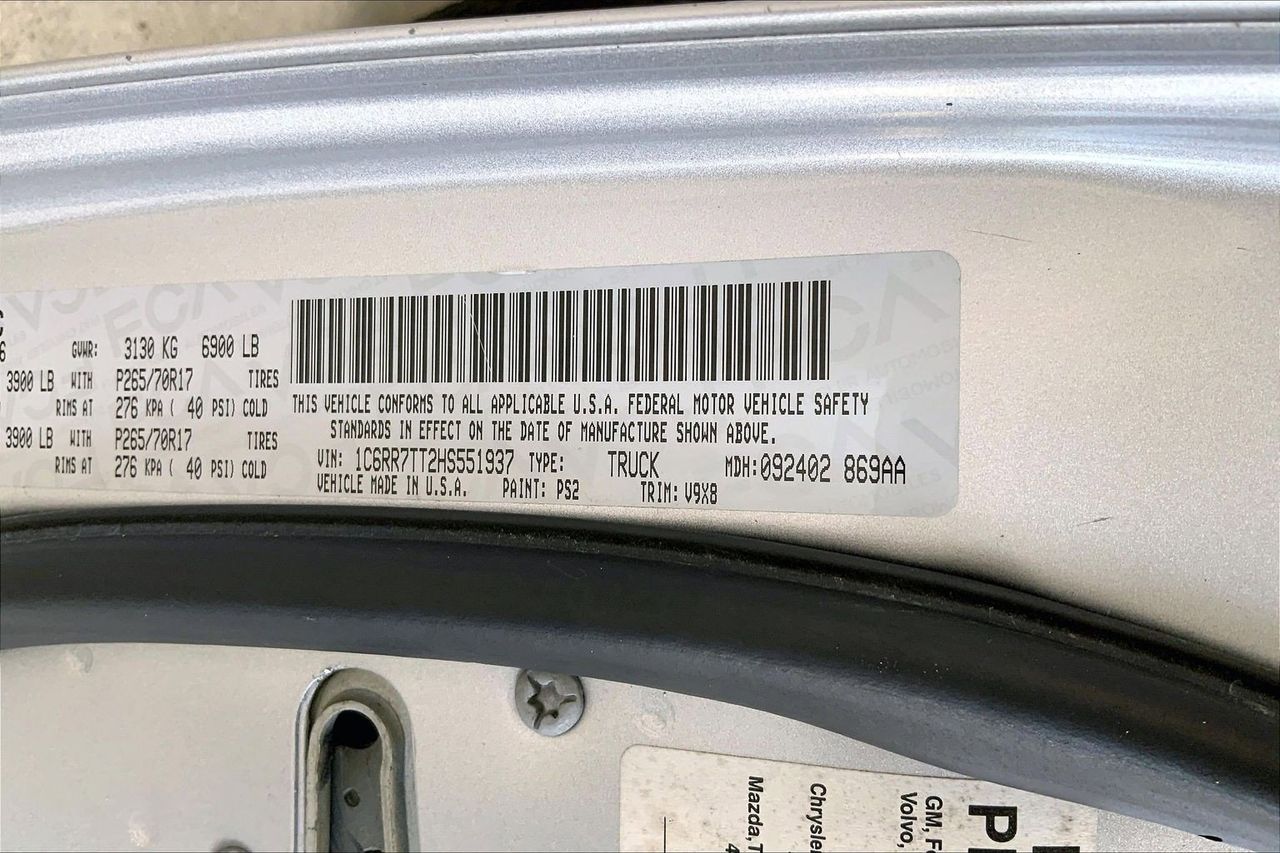 GVWR: 3130 KG 6900 LB
3900 LB WITH P265/70R17 TIRES
RIMS AT 276 KPA ( 40 PSI) COLD
3900 LB WITH P265/70R17 TIRES
RIMS AT 276 KPA ( 40 PSI) COLD
THIS VEHICLE CONFORMS TO ALL APPLICABLE U.S.A. FEDERAL MOTOR VEHICLE SAFETY
STANDARDS IN EFFECT ON THE DATE OF MANUFACTURE SHOWN ABOVE.
VIN: 1C6RR7TT2HS551937 TYPE: TRUCK MDH:092402 869AA
VEHICLE MADE IN U.S.A. PAINT: PS2 TRIM: V9X8
GM,
Volvo,
Chrysler
Mazda,